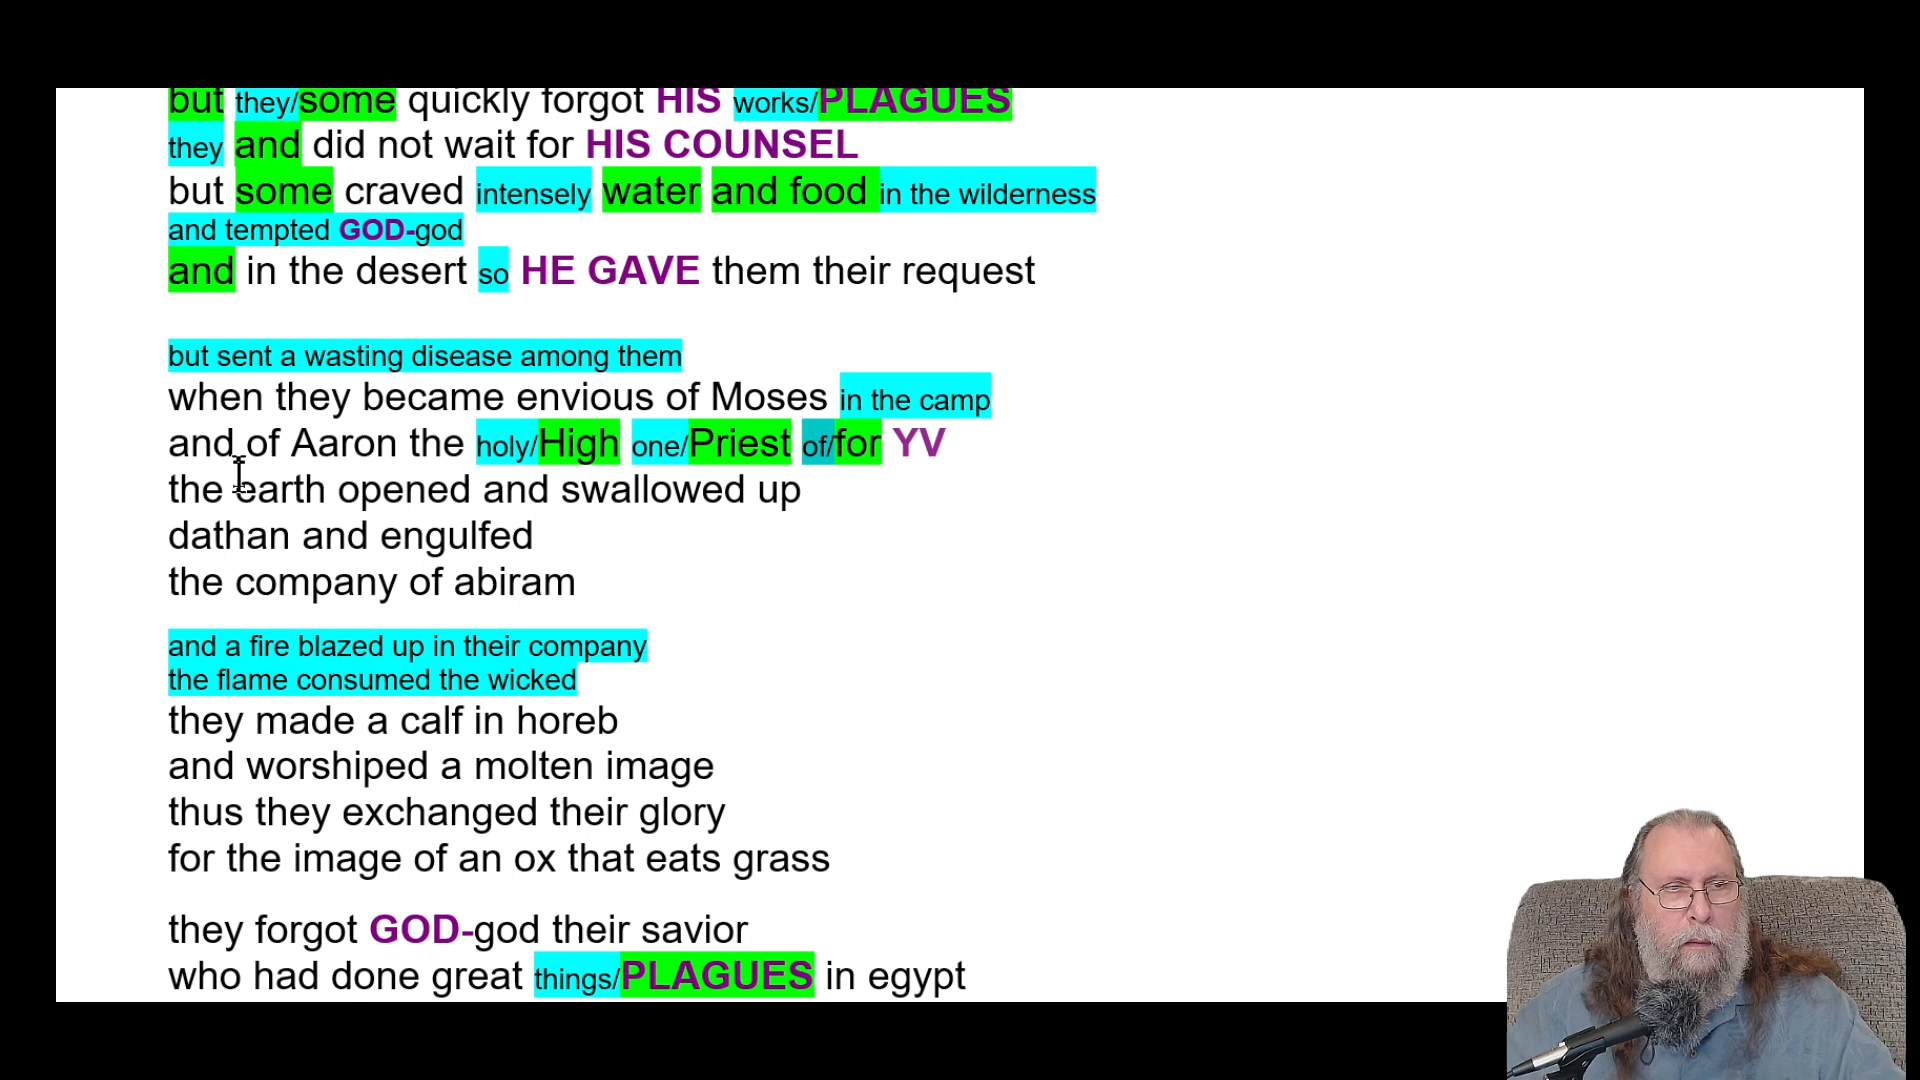 but they/some quickly forgot HIS works/PLAGUES
they and did not wait for HIS COUNSEL
but some craved intensely water and food in the wilderness
and tempted GOD-god
and in the desert so HE GAVE them their request
but sent a wasting disease among them
when they became envious of Moses in the camp
and of Aaron the holy/High one/Priest of/for YV
the earth opened and swallowed up
dathan and engulfed
the company of abiram
and a fire blazed up in their company
the flame consumed the wicked
they made a calf in horeb
and worshiped a molten image
thus they exchanged their glory
for the image of an ox that eats grass
they forgot GOD-god their savior
who had done great things/PLAGUES in egypt